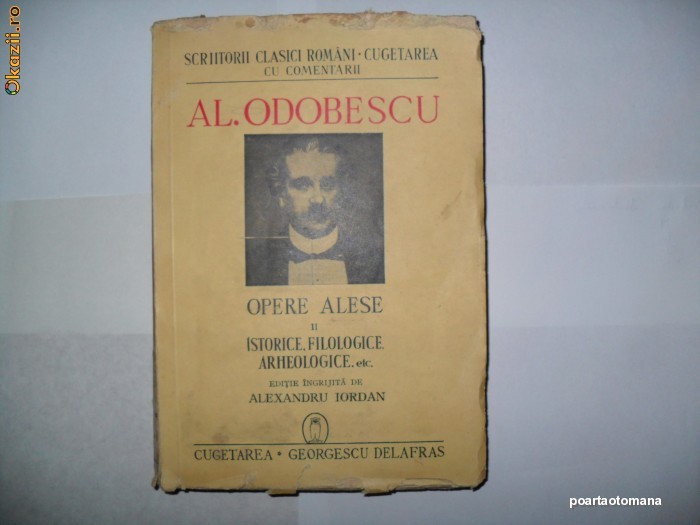 Okazii.ro
SCRIITORII CLASICI ROMÂNI • CUGETAREA
CU COMENTARII
AL. ODOBESCU
OPERE ALESE
II
ISTORICE, FILOLOGICE.
ARHEOLOGICE.. etc.
EDIȚIE ÎNGRIJITĂ DE
ALEXANDRU IORDAN
CUGETAREA • GEORGESCU DELAFRAS
poartaotomana